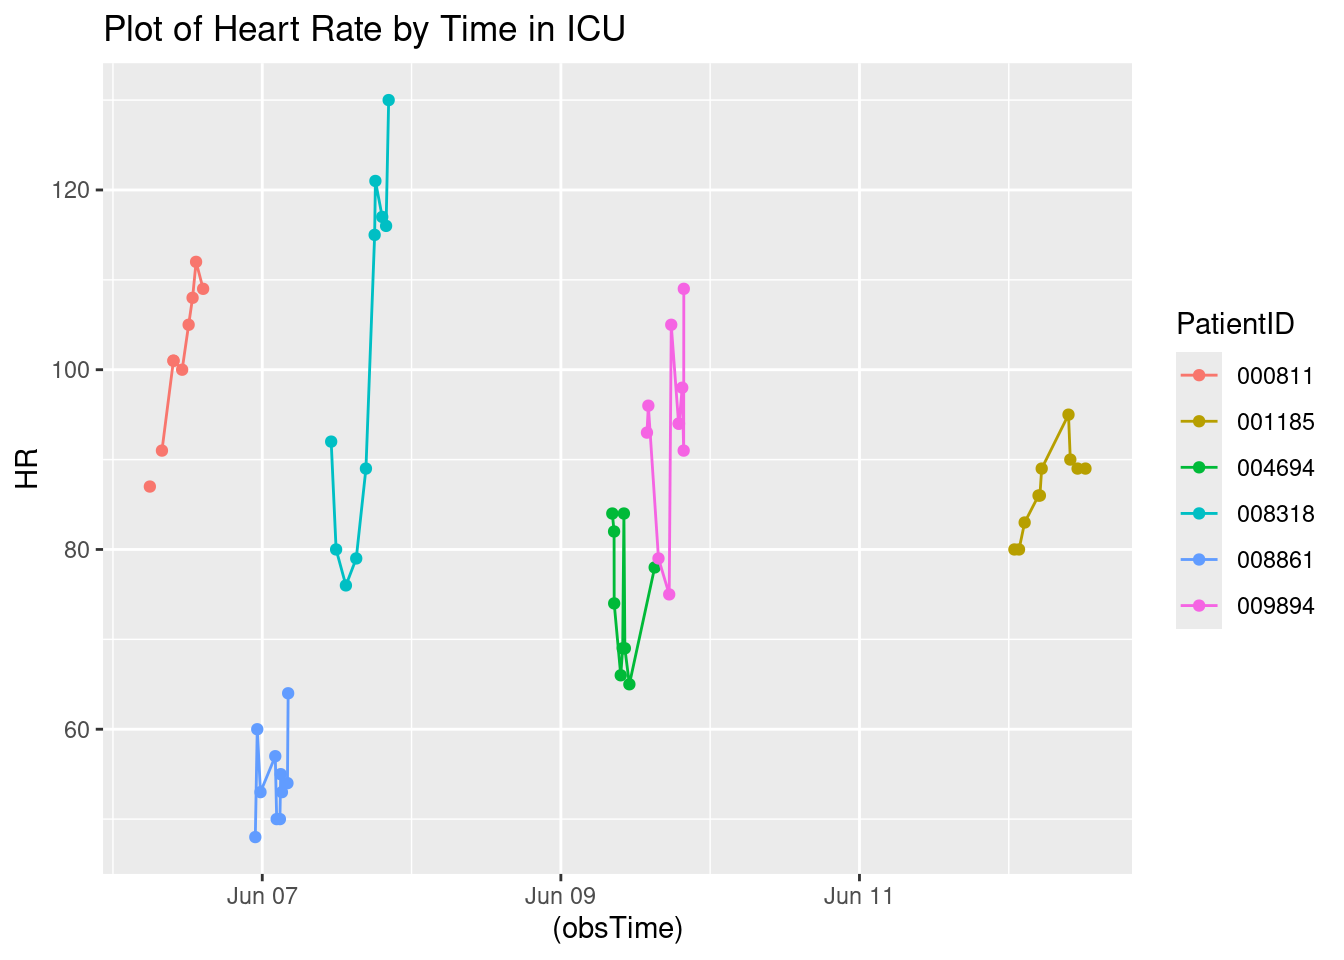 Plot of Heart Rate by Time in ICU
120
100
80
60
HR
Jun 07
Jun 09
Jun 11
(obsTime)
PatientID
000811
001185
004694
008318
008861
009894